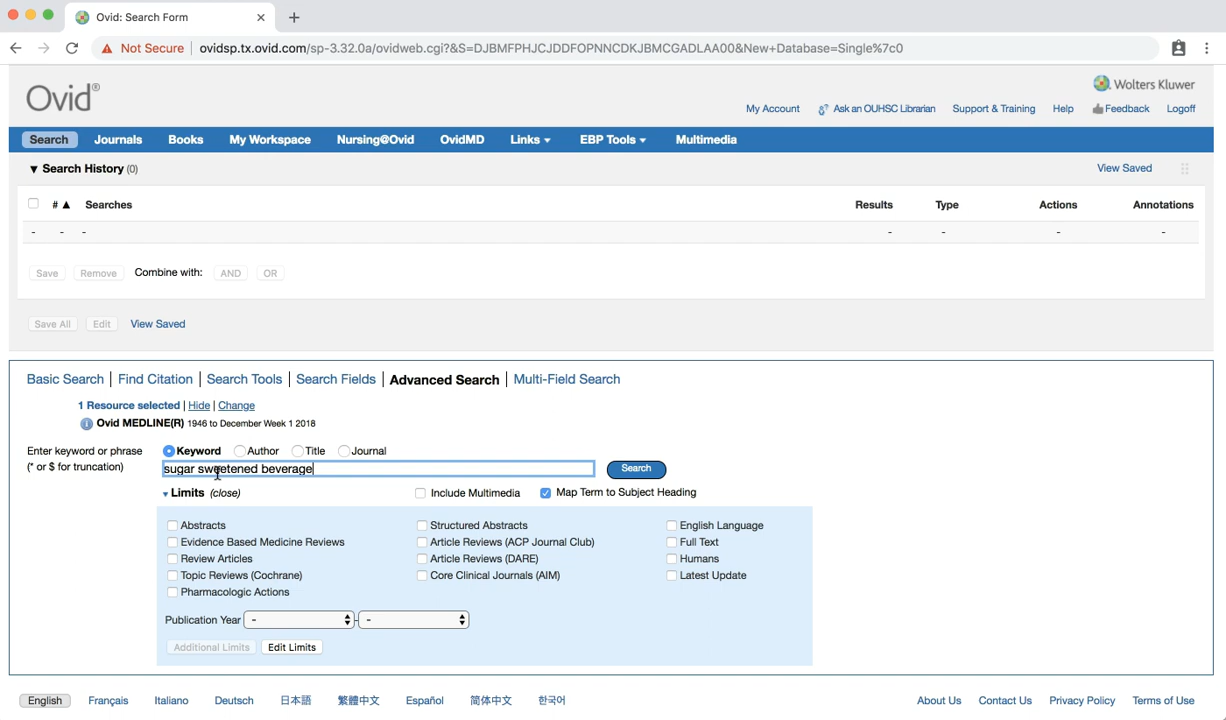 Ovid: Search Form
Not Secure ovidsp.tx.ovid.com/sp-3.32.0a/ovidweb.cgi?&S=DJBMFPHJCJDDFOPNNCDKJBMCGADLAA00&New+Database=Single%7c0
Ovid®
Wolters Kluwer
My Account Ask an OUHSC Librarian Support & Training Help Feedback Logoff
Search Journals Books My Workspace Nursing@Ovid OvidMD Links EBP Tools Multimedia
Search History (0) View Saved
# ▲ Searches Results Type Actions Annotations
- - - - - - -
Save Remove Combine with: AND OR
Save All Edit View Saved
Basic Search | Find Citation | Search Tools | Search Fields | Advanced Search | Multi-Field Search
1 Resource selected | Hide | Change
Ovid MEDLINE(R) 1946 to December Week 1 2018
Enter keyword or phrase Keyword Author Title Journal
(* or $ for truncation) sugar sweetened beverage Search
Limits (close) Include Multimedia Map Term to Subject Heading
Abstracts Structured Abstracts English Language
Evidence Based Medicine Reviews Article Reviews (ACP Journal Club) Full Text
Review Articles Article Reviews (DARE) Humans
Topic Reviews (Cochrane) Core Clinical Journals (AIM) Latest Update
Pharmacologic Actions
Publication Year - - -
Additional Limits Edit Limits
English Français Italiano Deutsch 日本語 繁體中文 Español 简体中文 한국어 About Us Contact Us Privacy Policy Terms of Use